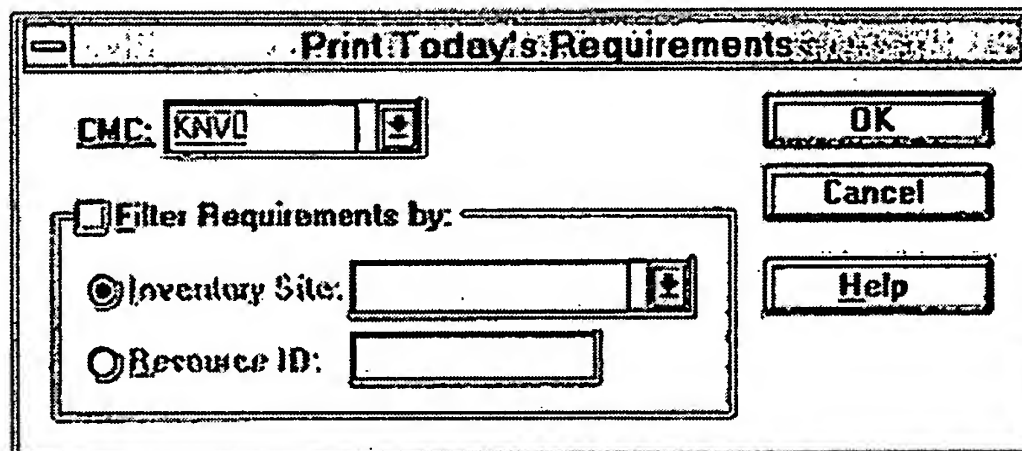 Print Today's Requirements
CMC: KNVL
OK
Cancel
Filter Requirements by:
Inventory Site:
Help
Resource ID: